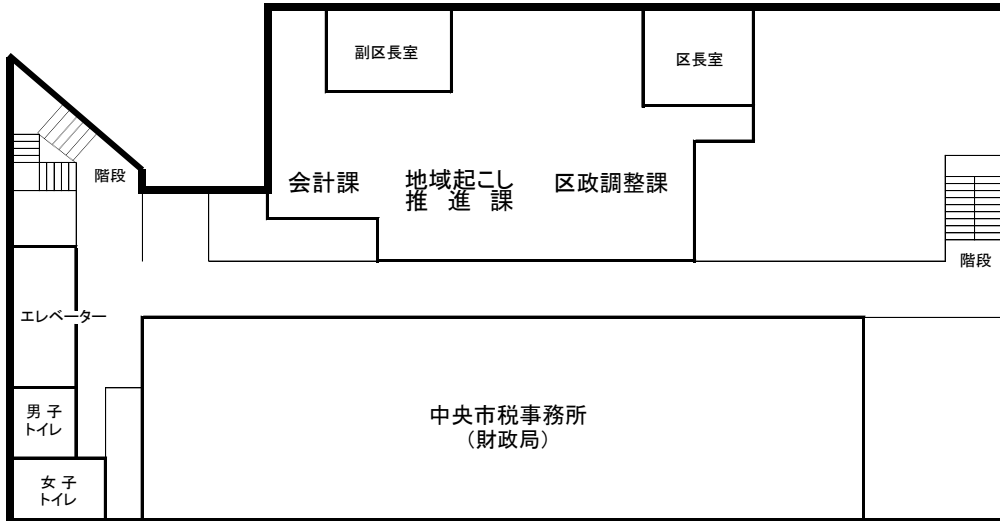 副区長室
区長室
階段
会計課
地域起こし
推進課
区政調整課
階段
エレベーター
男子
トイレ
中央市税事務所
（財政局）
女子
トイレ